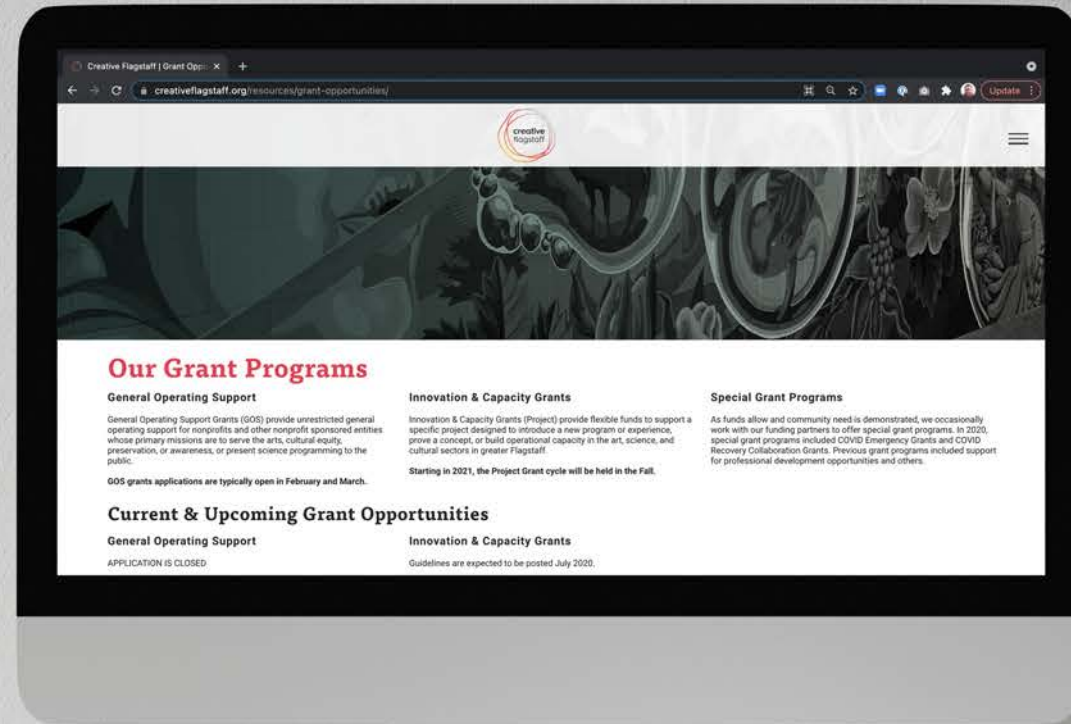 Creative Flagstaff | Grant Oppo
creativeflagstaff.org/resources/grant-opportunities/
Update
creative
flagstaff
Our Grant Programs
General Operating Support
General Operating Support Grants (GOS) provide unrestricted general
operating support for nonprofits and other nonprofit sponsored entities
whose primary missions are to serve the arts, cultural equity,
preservation, or awareness, or present science programming to the
public.
GOS grants applications are typically open in February and March.
Innovation & Capacity Grants
Innovation & Capacity Grants (Project) provide flexible funds to support a
specific project designed to introduce a new program or experience,
prove a concept, or build operational capacity in the art, science, and
cultural sectors in greater Flagstaff.
Starting in 2021, the Project Grant cycle will be held in the Fall.
Special Grant Programs
As funds allow and community need is demonstrated, we occasionally
work with our funding partners to offer special grant programs. In 2020,
special grant programs included COVID Emergency Grants and COVID
Recovery Collaboration Grants. Previous grant programs included support
for professional development opportunities and others.
Current & Upcoming Grant Opportunities
General Operating Support
APPLICATION IS CLOSED
Innovation & Capacity Grants
Guidelines are expected to be posted July 2020.